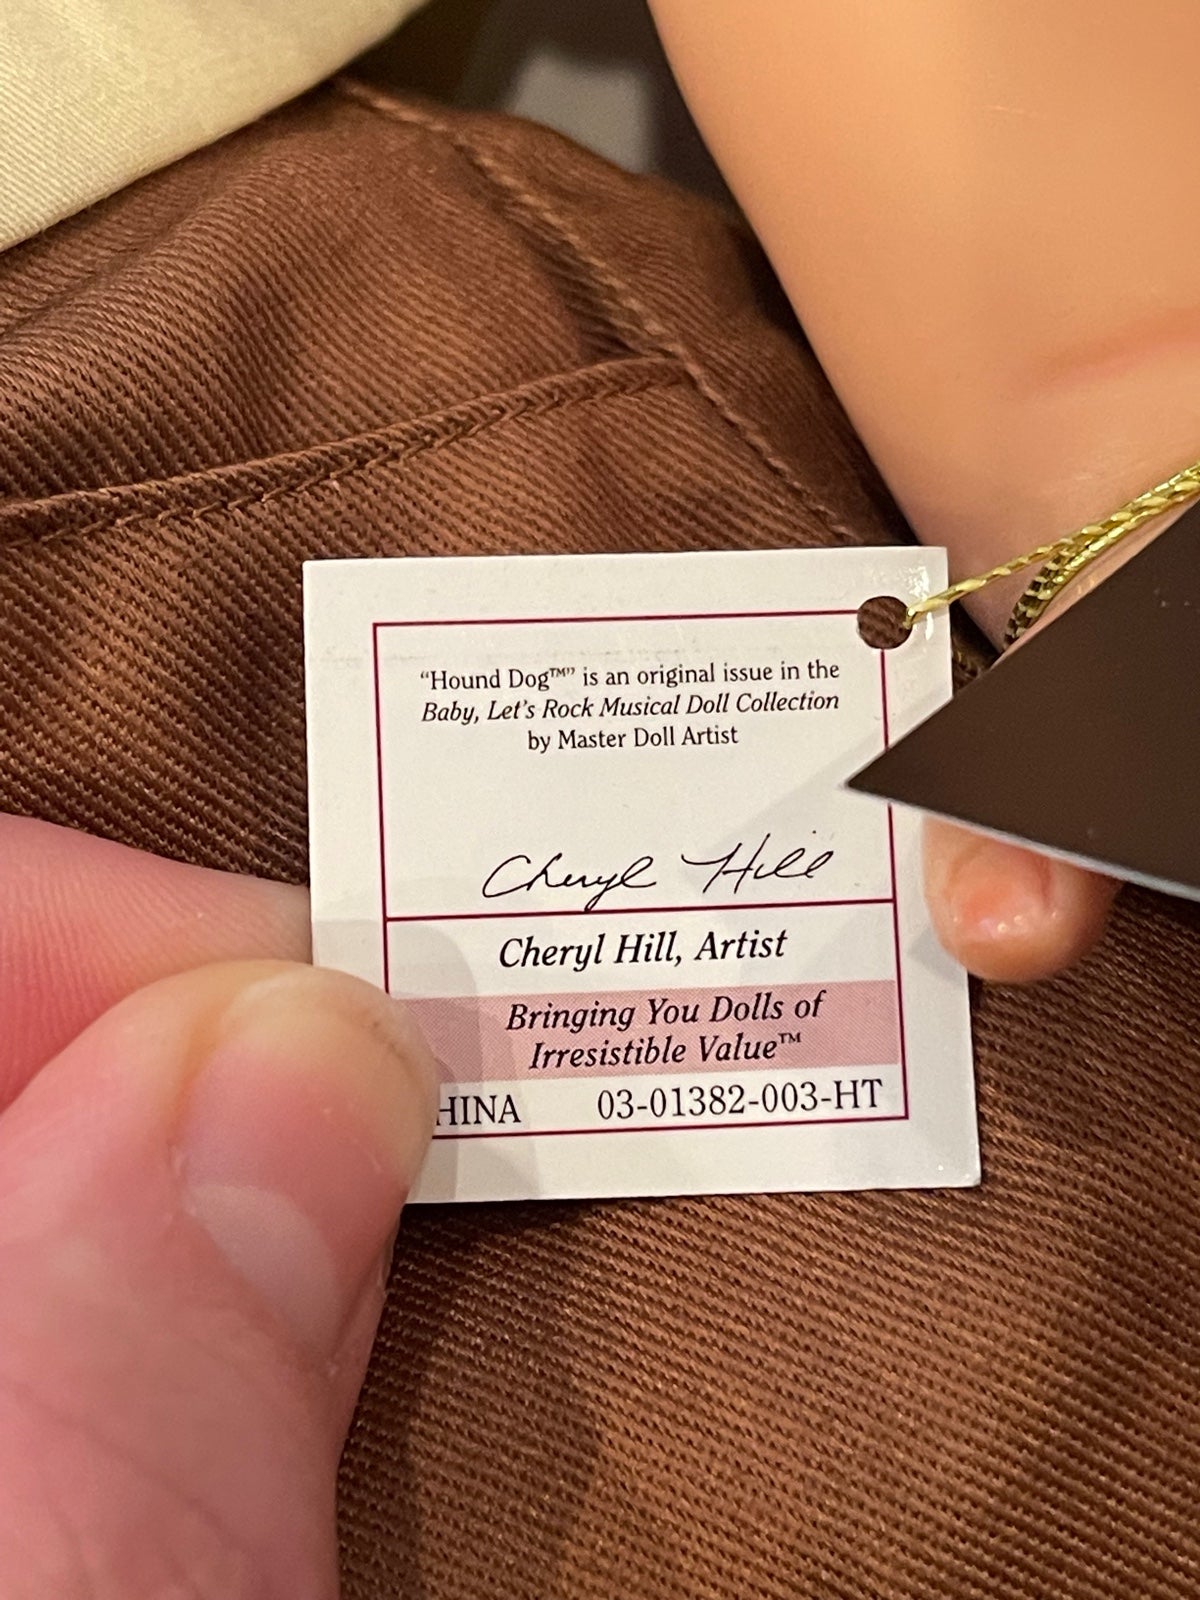 “Hound Dog™” is an original issue in the
Baby, Let's Rock Musical Doll Collection
by Master Doll Artist
Cheryl Hill
Cheryl Hill, Artist
Bringing You Dolls of
Irresistible Value™
HINA 03-01382-003-HT